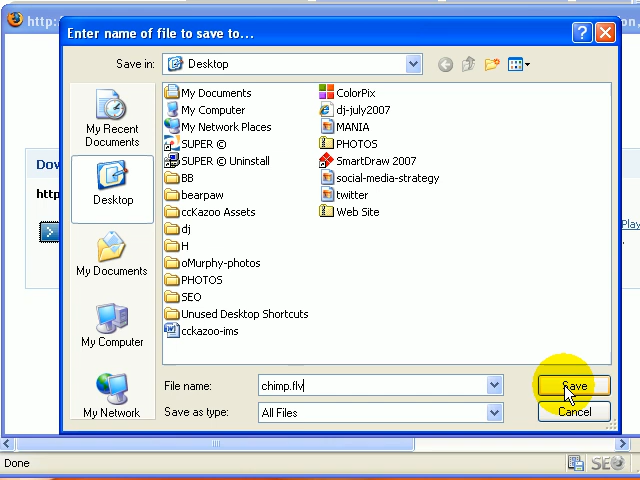 http:
on,
Enter name of file to save to...
Save in:
Desktop
My Recent
Documents
Desktop
My Documents
My Computer
My Network
My Documents
My Computer
My Network Places
SUPER ©
SUPER © Uninstall
BB
bearpaw
ccKazoo Assets
dj
H
oMurphy-photos
PHOTOS
SEO
Unused Desktop Shortcuts
cckazoo-ims
ColorPix
dj-july2007
MANIA
PHOTOS
SmartDraw 2007
social-media-strategy
twitter
Web Site
File name:
chimp.flv
Save
Save as type:
All Files
Cancel
Dow
http
Play
Done
SEO